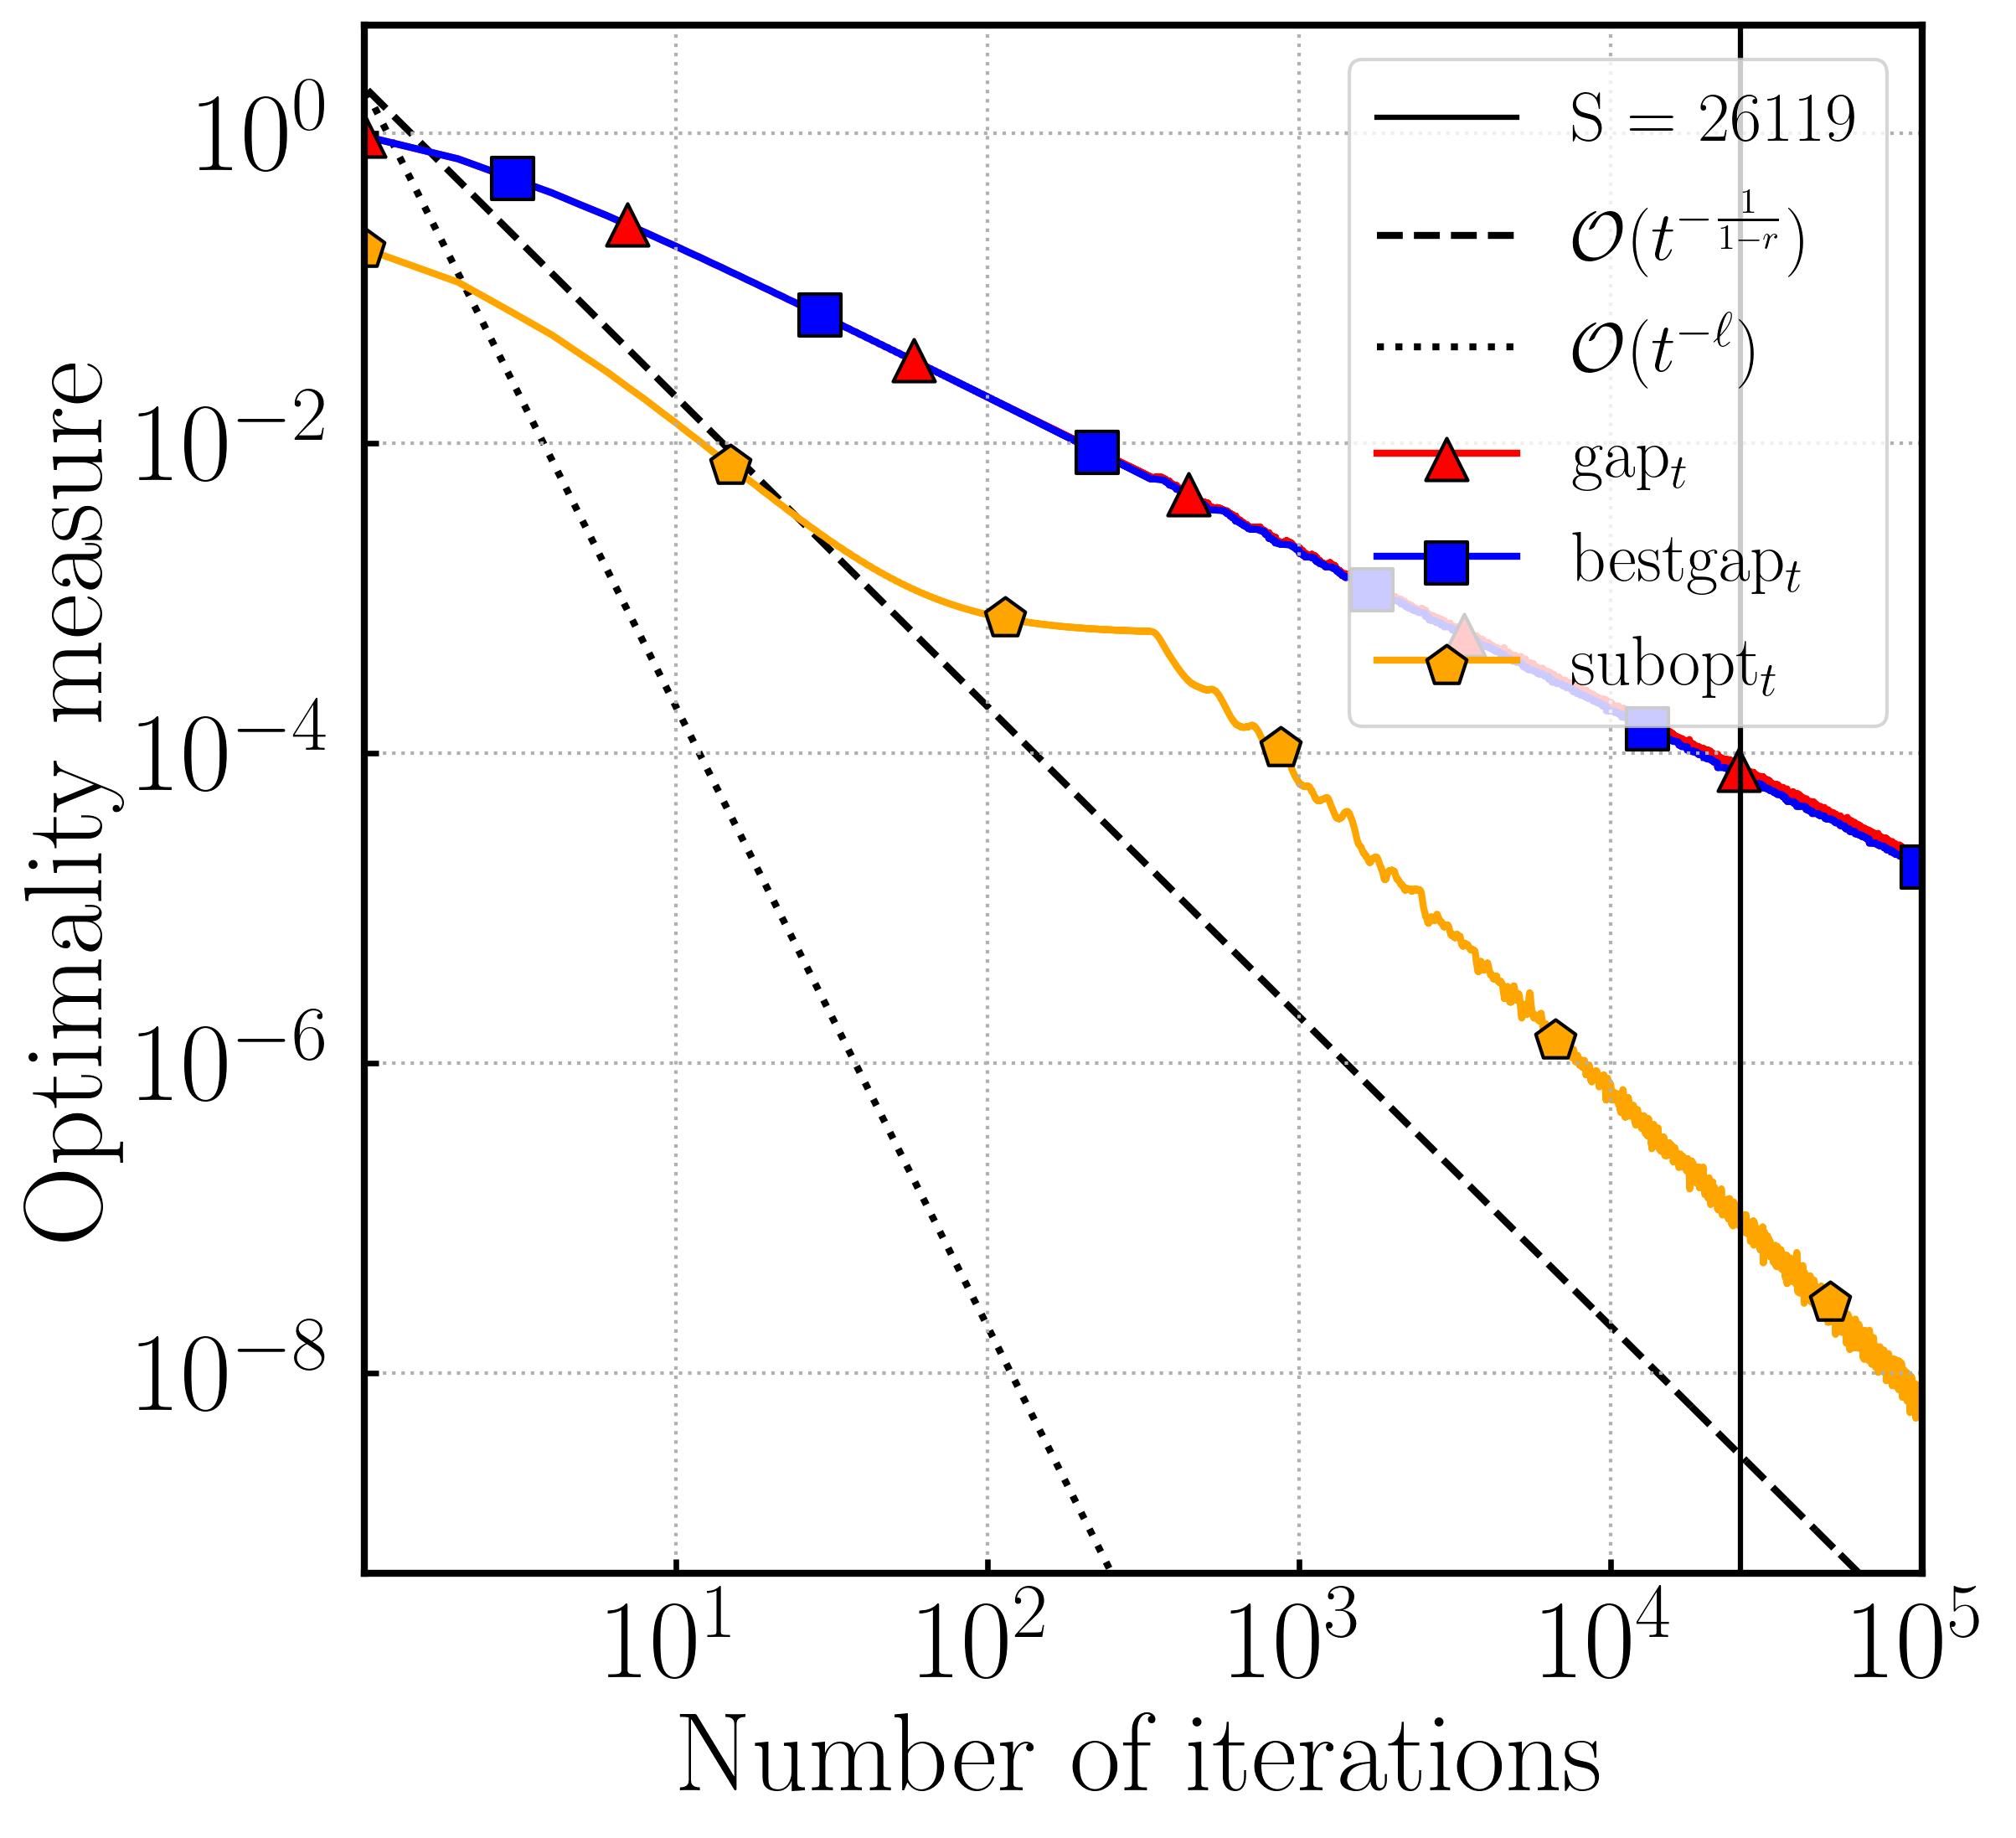 Optimality measure
10^0
10^{-2}
10^{-4}
10^{-6}
10^{-8}
S = 26119
𝒪(t^{-\frac{1}{1-r}})
𝒪(t^{-ℓ})
gap_t
bestgap_t
subopt_t
10^1 10^2 10^3 10^4 10^5
Number of iterations